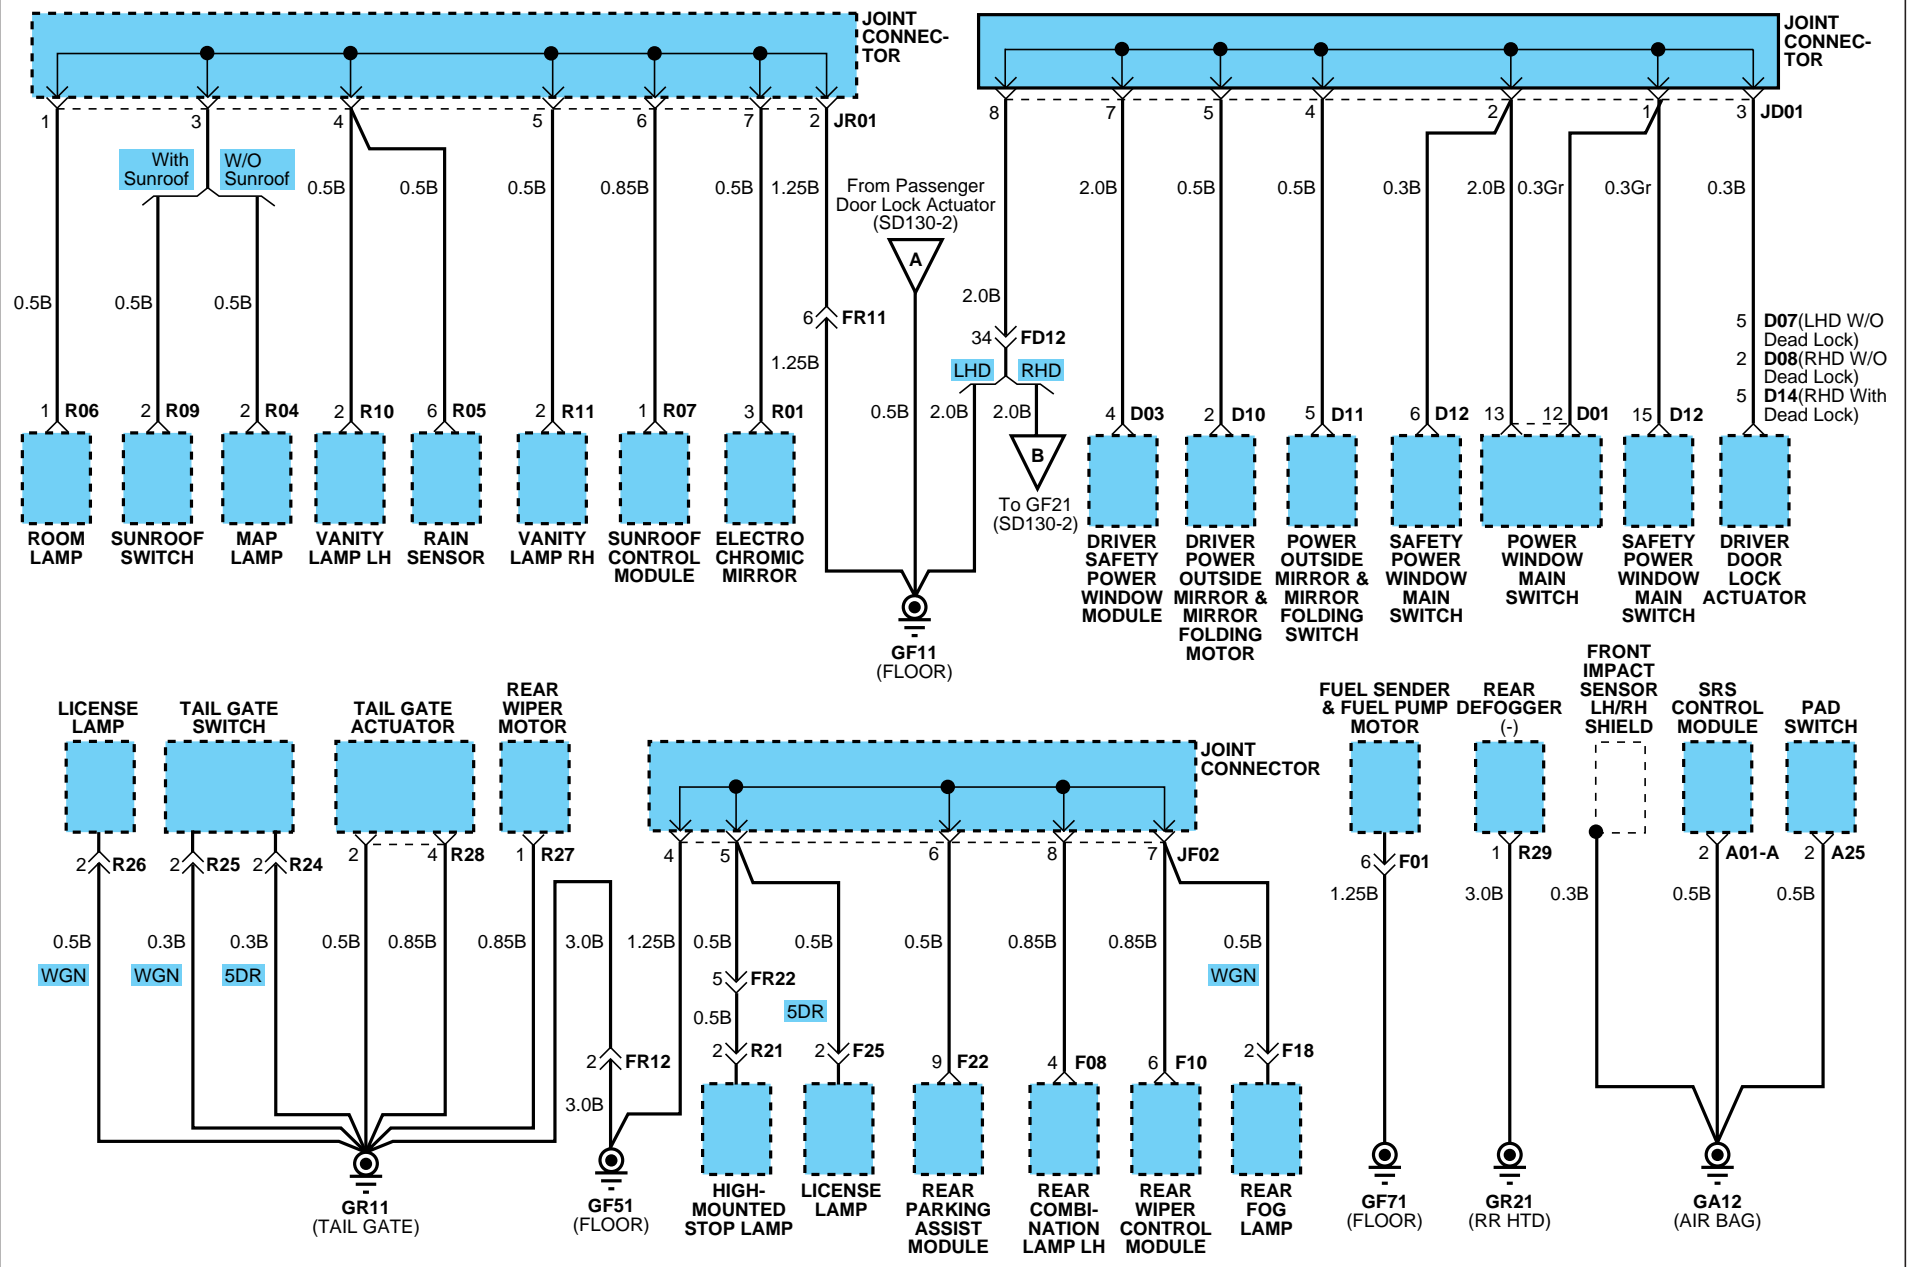 JOINT
CONNEC-
TOR
JOINT
CONNEC-
TOR
1
3
4
5
6
7
2
JR01
8
7
5
4
2
1
3
JD01
With
Sunroof
W/O
Sunroof
0.5B
0.5B
0.5B
0.85B
0.5B
1.25B
From Passenger
Door Lock Actuator
(SD130-2)
2.0B
0.5B
0.5B
0.3B
2.0B
0.3Gr
0.3Gr
0.3B
A
0.5B
0.5B
0.5B
6
FR11
1.25B
2.0B
34
FD12
LHD
RHD
5 D07(LHD W/O
Dead Lock)
2 D08(RHD W/O
Dead Lock)
5 D14(RHD With
Dead Lock)
0.5B
2.0B
2.0B
B
To GF21
(SD130-2)
1 R06
2 R09
2 R04
2 R10
6 R05
2 R11
1 R07
3 R01
4 D03
2 D10
5 D11
6 D12
13
12 D01
15 D12
ROOM
LAMP
SUNROOF
SWITCH
MAP
LAMP
VANITY
LAMP LH
RAIN
SENSOR
VANITY
LAMP RH
SUNROOF
CONTROL
MODULE
ELECTRO
CHROMIC
MIRROR
DRIVER
SAFETY
POWER
WINDOW
MODULE
DRIVER
POWER
OUTSIDE
MIRROR &
MIRROR
FOLDING
MOTOR
POWER
OUTSIDE
MIRROR &
MIRROR
FOLDING
SWITCH
SAFETY
POWER
WINDOW
MAIN
SWITCH
POWER
WINDOW
MAIN
SWITCH
SAFETY
POWER
WINDOW
MAIN
SWITCH
DRIVER
DOOR
LOCK
ACTUATOR
GF11
(FLOOR)
LICENSE
LAMP
TAIL GATE
SWITCH
TAIL GATE
ACTUATOR
REAR
WIPER
MOTOR
JOINT
CONNECTOR
FUEL SENDER
& FUEL PUMP
MOTOR
REAR
DEFOGGER
(-)
FRONT
IMPACT
SENSOR
LH/RH
SHIELD
SRS
CONTROL
MODULE
PAD
SWITCH
2 R26
2 R25
2 R24
2
4 R28
1 R27
4
5
6
8
7
JF02
6 F01
1 R29
2 A01-A
2 A25
1.25B
3.0B
0.3B
0.5B
0.5B
0.5B
0.3B
0.3B
0.5B
0.85B
0.85B
3.0B
1.25B
0.5B
0.5B
0.5B
0.85B
0.85B
0.5B
WGN
WGN
5DR
WGN
5 FR22
0.5B
5DR
2 FR12
3.0B
2 R21
2 F25
9 F22
4 F08
6 F10
2 F18
GR11
(TAIL GATE)
GF51
(FLOOR)
HIGH-
MOUNTED
STOP LAMP
LICENSE
LAMP
REAR
PARKING
ASSIST
MODULE
REAR
COMBI-
NATION
LAMP LH
REAR
WIPER
CONTROL
MODULE
REAR
FOG
LAMP
GF71
(FLOOR)
GR21
(RR HTD)
GA12
(AIR BAG)